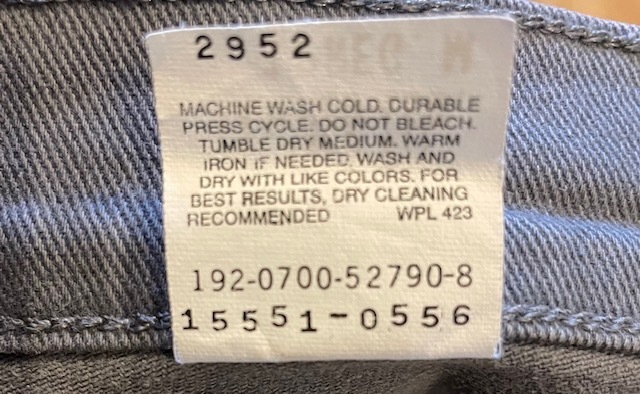 2952
MACHINE WASH COLD. DURABLE
PRESS CYCLE. DO NOT BLEACH.
TUMBLE DRY MEDIUM. WARM
IRON IF NEEDED. WASH AND
DRY WITH LIKE COLORS. FOR
BEST RESULTS, DRY CLEANING
RECOMMENDED WPL 423
192-0700-52790-8
15551-0556